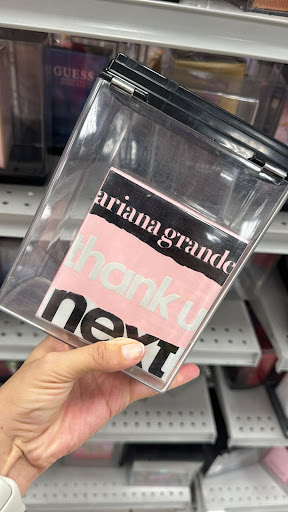 GUESS
ariana grande
thank u
next